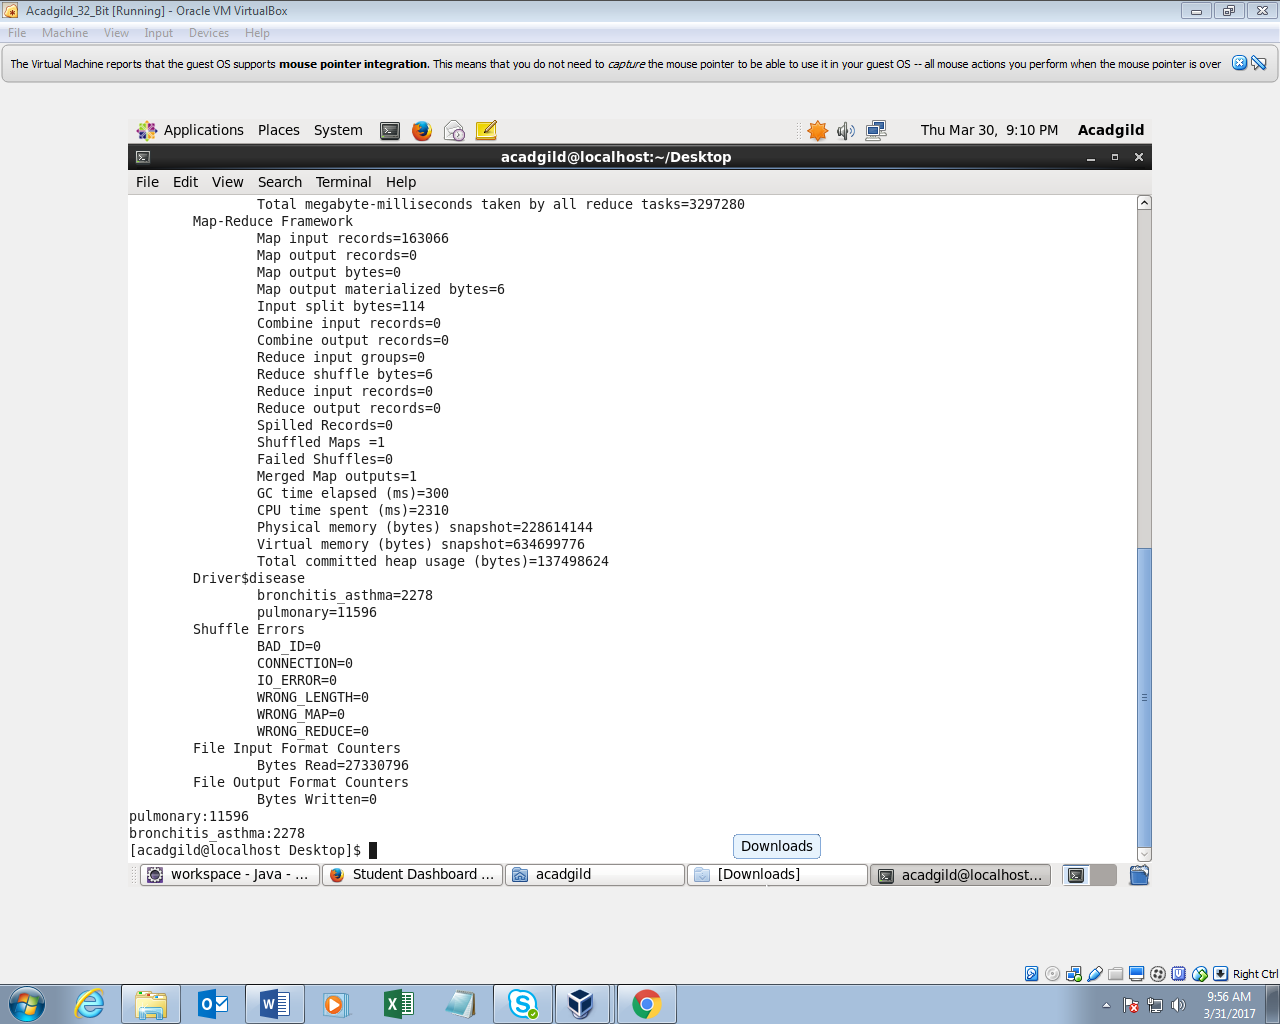 Acadgild_32_Bit [Running] - Oracle VM VirtualBox
File Machine View Input Devices Help
The Virtual Machine reports that the guest OS supports mouse pointer integration. This means that you do not need to capture the mouse pointer to be able to use it in your guest OS -- all mouse actions you perform when the mouse pointer is over
Applications Places System Thu Mar 30, 9:10 PM Acadgild
acadgild@localhost:~/Desktop
File Edit View Search Terminal Help
Total megabyte-milliseconds taken by all reduce tasks=3297280
Map-Reduce Framework
Map input records=163066
Map output records=0
Map output bytes=0
Map output materialized bytes=6
Input split bytes=114
Combine input records=0
Combine output records=0
Reduce input groups=0
Reduce shuffle bytes=6
Reduce input records=0
Reduce output records=0
Spilled Records=0
Shuffled Maps =1
Failed Shuffles=0
Merged Map outputs=1
GC time elapsed (ms)=300
CPU time spent (ms)=2310
Physical memory (bytes) snapshot=228614144
Virtual memory (bytes) snapshot=634699776
Total committed heap usage (bytes)=137498624
Driver$disease
bronchitis_asthma=2278
pulmonary=11596
Shuffle Errors
BAD_ID=0
CONNECTION=0
IO_ERROR=0
WRONG_LENGTH=0
WRONG_MAP=0
WRONG_REDUCE=0
File Input Format Counters
Bytes Read=27330796
File Output Format Counters
Bytes Written=0
pulmonary:11596
bronchitis_asthma:2278
[acadgild@localhost Desktop]$
Downloads
workspace - Java - ... Student Dashboard ... acadgild [Downloads] acadgild@localhost...
Right Ctrl
9:56 AM
3/31/2017